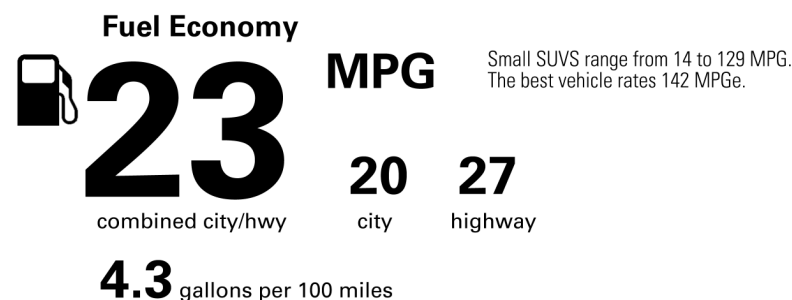 Fuel Economy
23
MPG
Small SUVS range from 14 to 129 MPG.
The best vehicle rates 142 MPGe.
20
27
combined city/hwy
city
highway
4.3 gallons per 100 miles